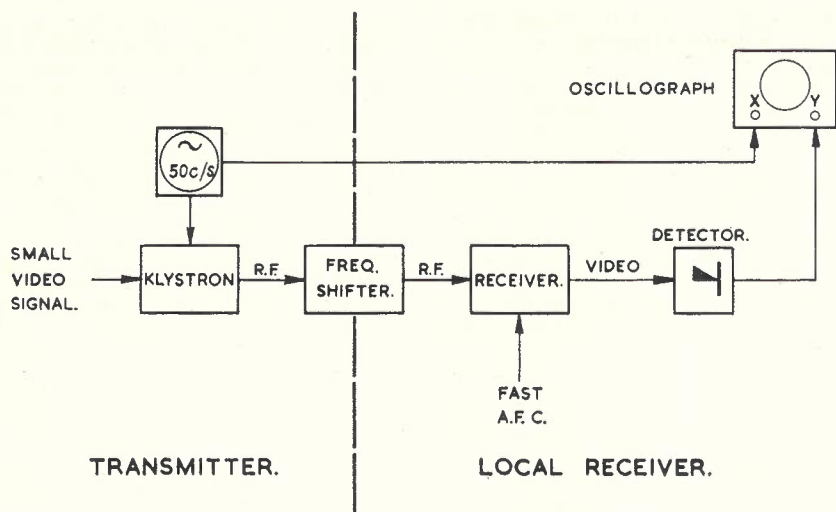 OSCILLOGRAPH
X Y
50c/s
SMALL
VIDEO
SIGNAL.
KLYSTRON
R.F.
FREQ.
SHIFTER.
R.F.
RECEIVER.
VIDEO
DETECTOR.
FAST
A.F.C.
TRANSMITTER.
LOCAL RECEIVER.